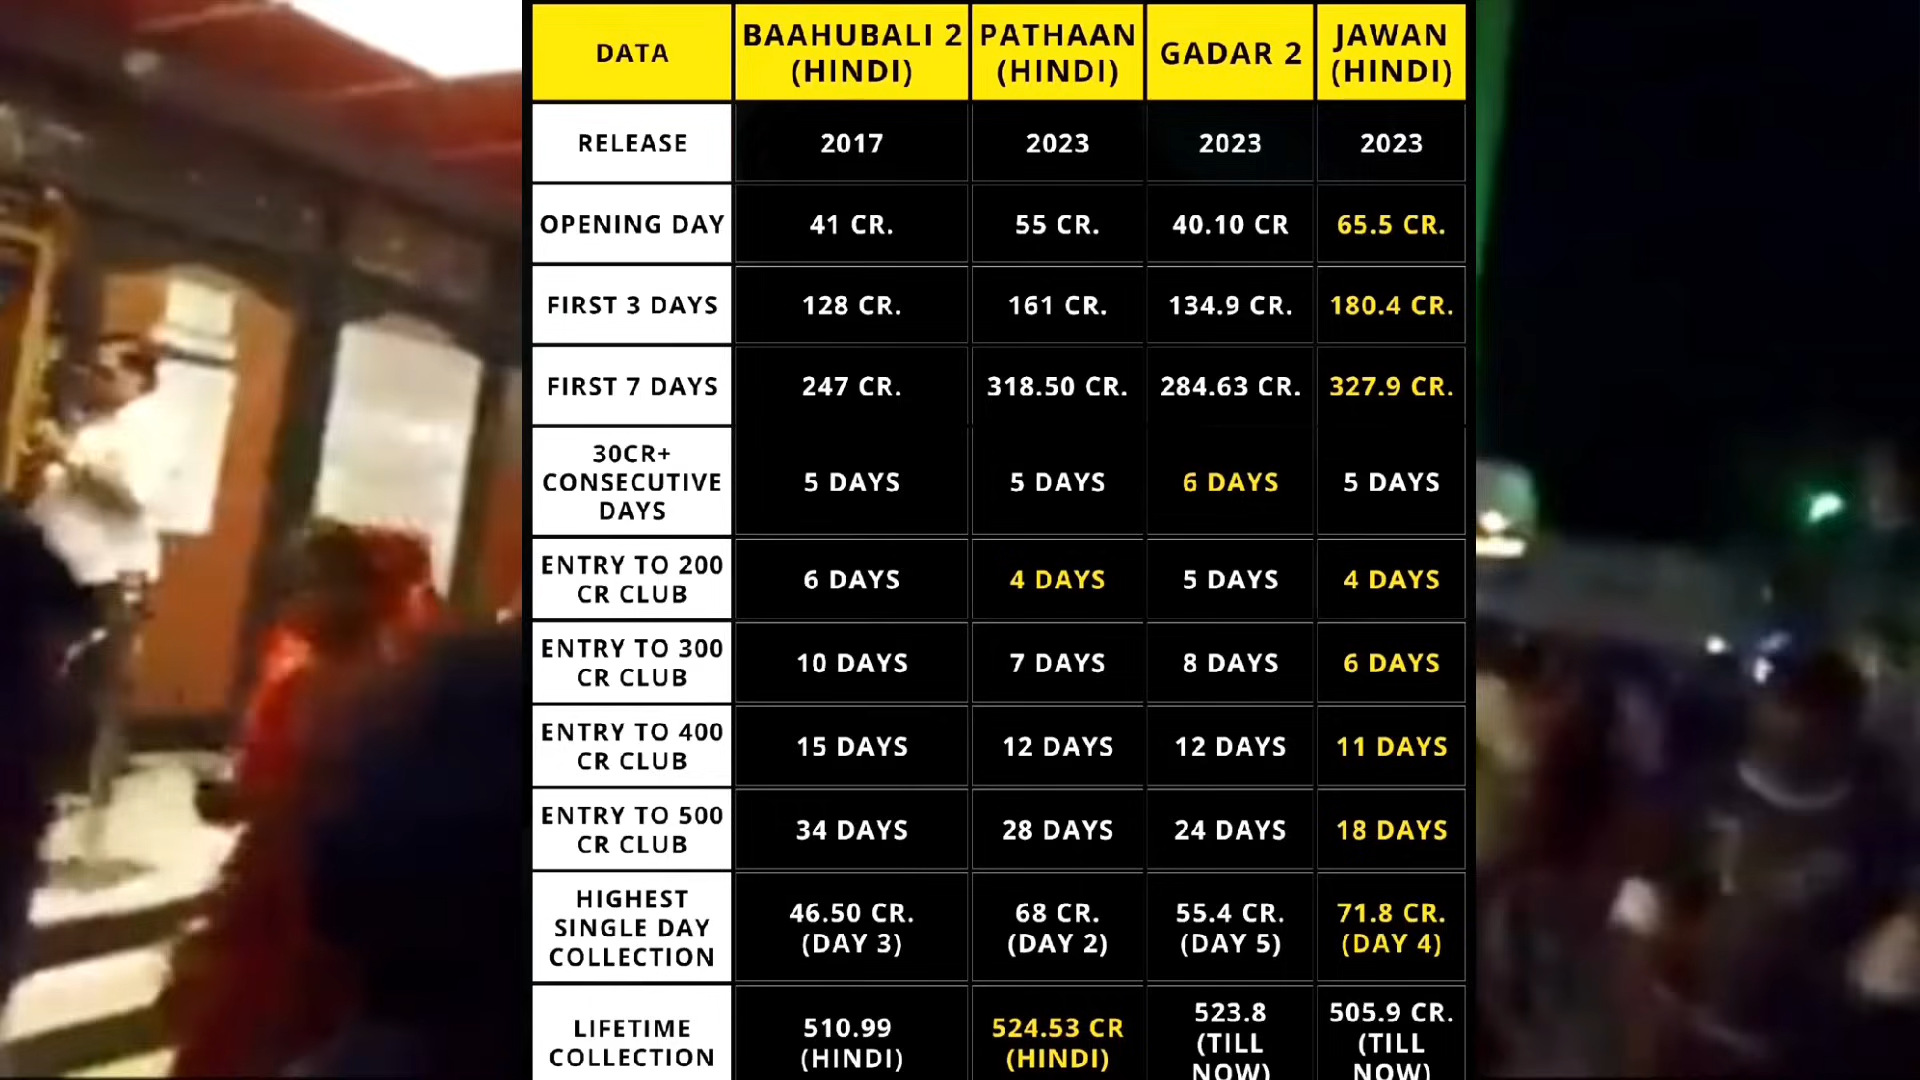 DATA
BAAHUBALI 2
(HINDI)
PATHAAN
(HINDI)
GADAR 2
JAWAN
(HINDI)
RELEASE
2017
2023
2023
2023
OPENING DAY
41 CR.
55 CR.
40.10 CR
65.5 CR.
FIRST 3 DAYS
128 CR.
161 CR.
134.9 CR.
180.4 CR.
FIRST 7 DAYS
247 CR.
318.50 CR.
284.63 CR.
327.9 CR.
30CR+
CONSECUTIVE
DAYS
5 DAYS
5 DAYS
6 DAYS
5 DAYS
ENTRY TO 200
CR CLUB
6 DAYS
4 DAYS
5 DAYS
4 DAYS
ENTRY TO 300
CR CLUB
10 DAYS
7 DAYS
8 DAYS
6 DAYS
ENTRY TO 400
CR CLUB
15 DAYS
12 DAYS
12 DAYS
11 DAYS
ENTRY TO 500
CR CLUB
34 DAYS
28 DAYS
24 DAYS
18 DAYS
HIGHEST
SINGLE DAY
COLLECTION
46.50 CR.
(DAY 3)
68 CR.
(DAY 2)
55.4 CR.
(DAY 5)
71.8 CR.
(DAY 4)
LIFETIME
COLLECTION
510.99
(HINDI)
524.53 CR
(HINDI)
523.8
(TILL
NOW)
505.9 CR.
(TILL
NOW)